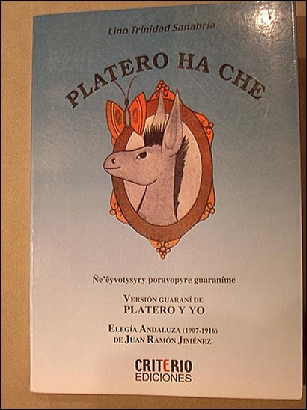 Lino Trinidad Sanabria
PLATERO HA CHE
Ñe'ẽyvotysyry poravopyre guaraníme
VERSIÓN GUARANÍ DE
PLATERO Y YO
ELEGÍA ANDALUZA (1907-1916)
DE JUAN RAMÓN JIMÉNEZ
CRITERIO
EDICIONES